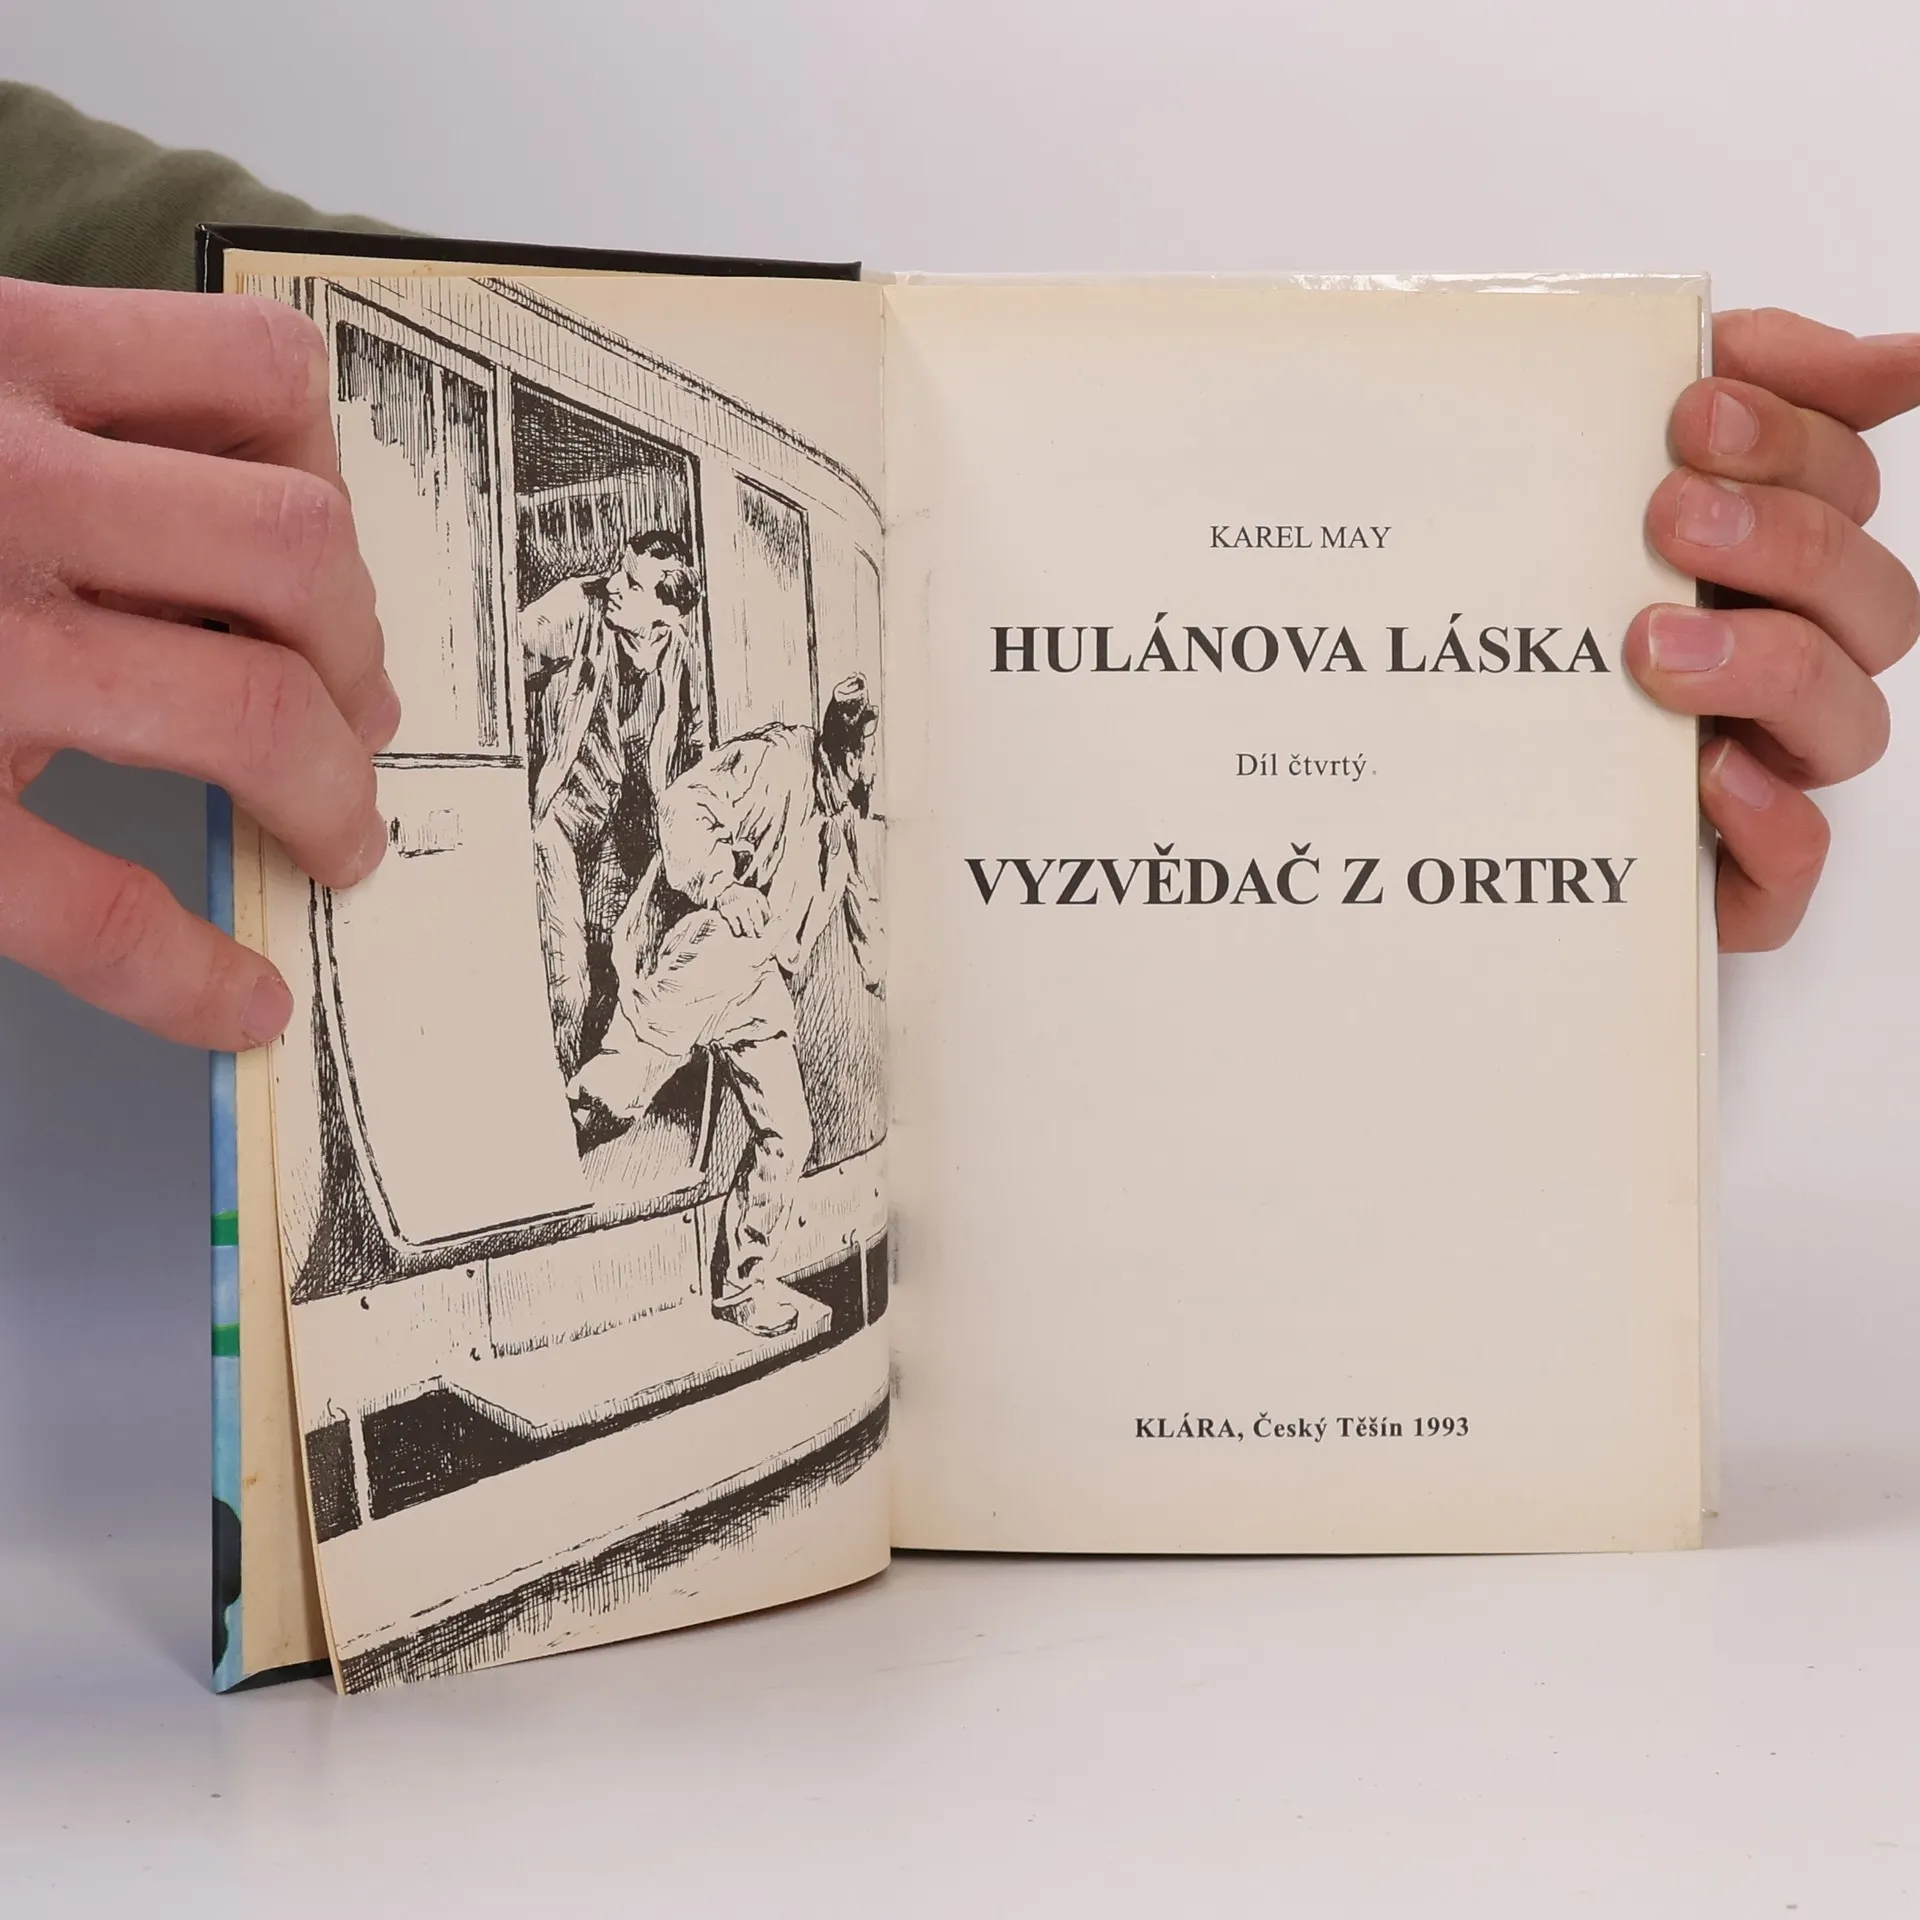 KAREL MAY
HULÁNOVA LÁSKA
Díl čtvrtý
VYZVĚDAČ Z ORTRY
KLÁRA, Český Těšín 1993